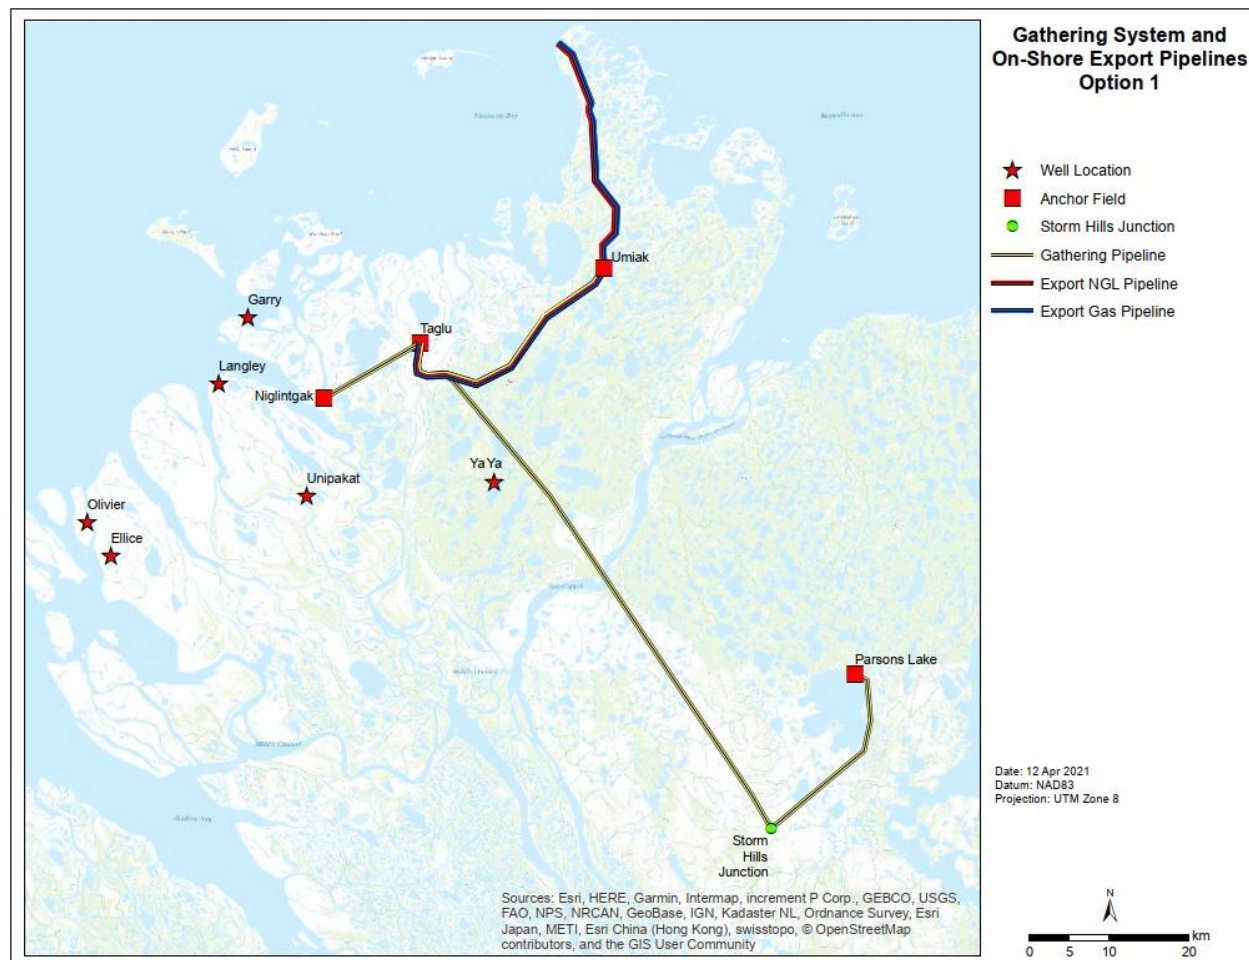 Gathering System and
On-Shore Export Pipelines
Option 1
Well Location
Anchor Field
Storm Hills Junction
Gathering Pipeline
Export NGL Pipeline
Export Gas Pipeline
Umiak
Garry
Taglu
Langley
Niglintgak
Ya Ya
Unipakat
Olivier
Ellice
Parsons Lake
Storm
Hills
Junction
Date: 12 Apr 2021
Datum: NAD83
Projection: UTM Zone 8
Sources: Esri, HERE, Garmin, Intermap, increment P Corp., GEBCO, USGS,
FAO, NPS, NRCAN, GeoBase, IGN, Kadaster NL, Ordnance Survey, Esri
Japan, METI, Esri China (Hong Kong), swisstopo, © OpenStreetMap
contributors, and the GIS User Community
N
km
0 5 10 20